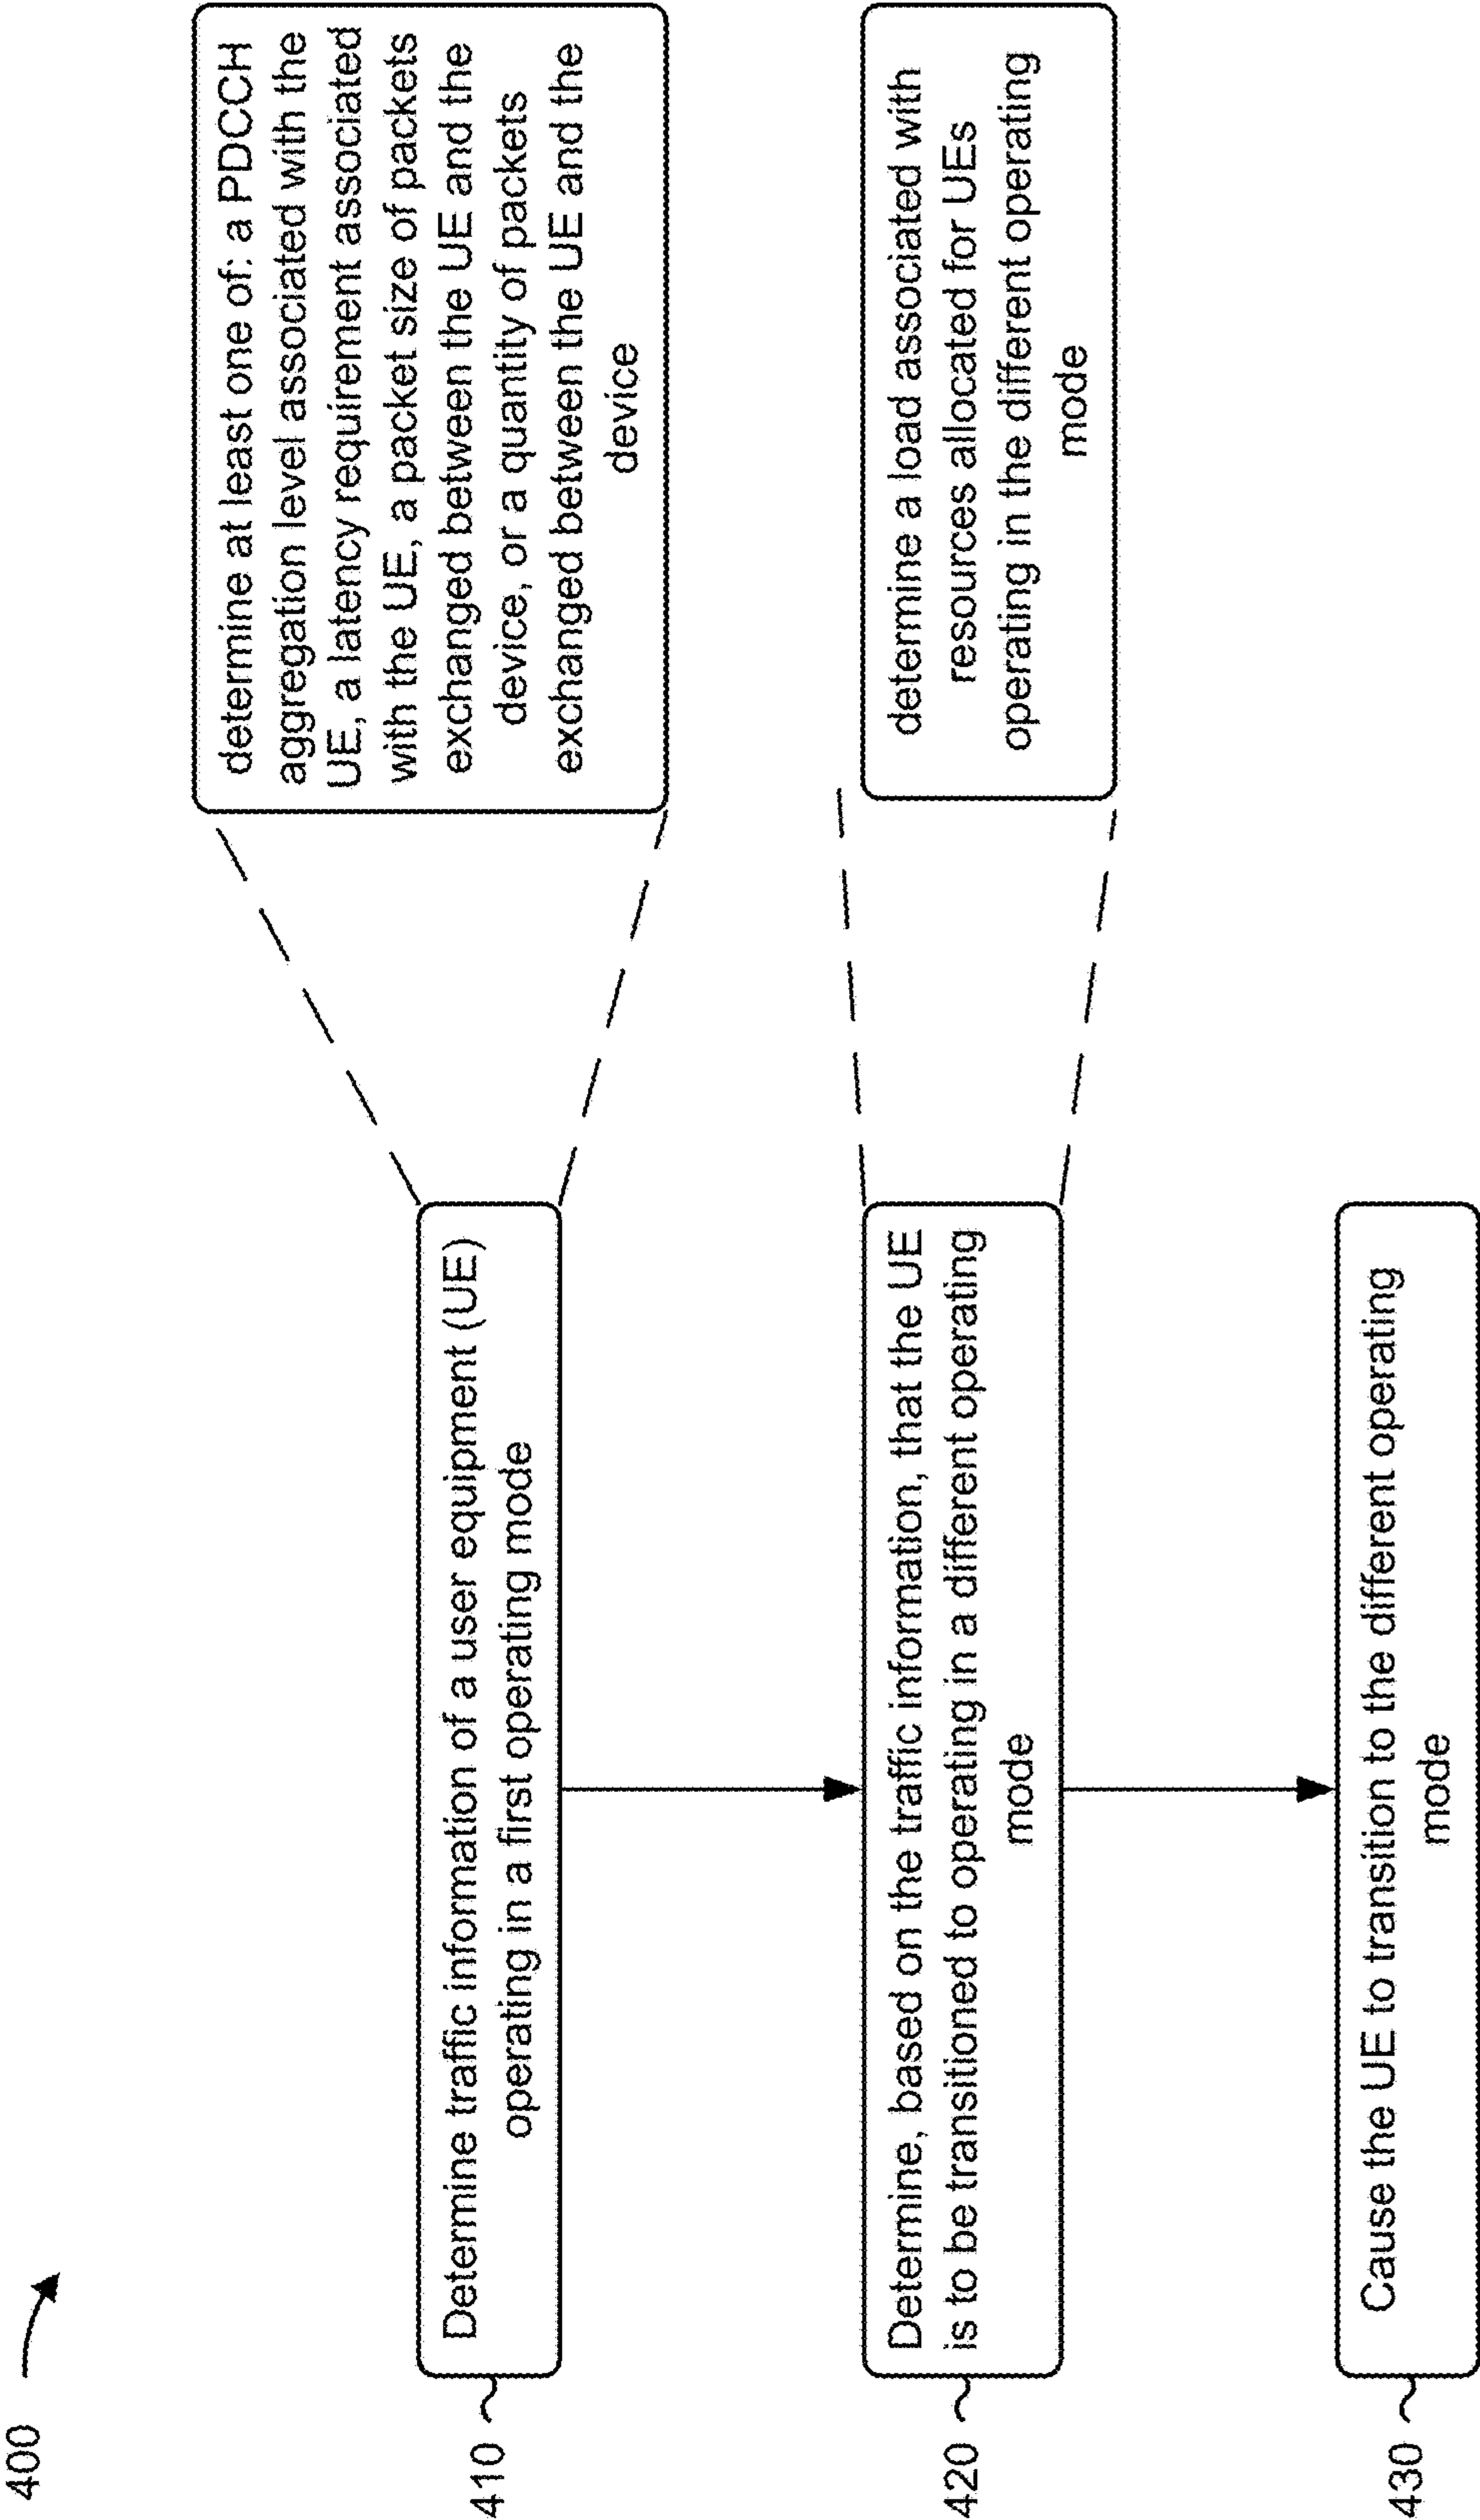 400
410
Determine traffic information of a user equipment (UE)
operating in a first operating mode
determine at least one of: a PDCCH
aggregation level associated with the
UE, a latency requirement associated
with the UE, a packet size of packets
exchanged between the UE and the
device, or a quantity of packets
exchanged between the UE and the
device
420
Determine, based on the traffic information, that the UE
is to be transitioned to operating in a different operating
mode
determine a load associated with
resources allocated for UEs
operating in the different operating
mode
430
Cause the UE to transition to the different operating
mode